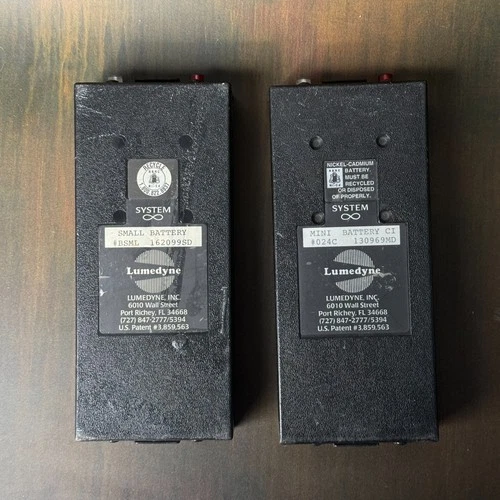 RECYCLE
SYSTEM
∞
SMALL BATTERY
#BSML 162099SD
Lumedyne
LUMEDYNE, INC.
6010 Wall Street
Port Richey, FL 34668
(727) 847-2777/5394
U.S. Patent #3,859,563
NICKEL-CADMIUM
BATTERY.
MUST BE
RECYCLED
OR DISPOSED
OF PROPERLY.
SYSTEM
∞
MINI BATTERY CI
#024C 130969MD
Lumedyne
LUMEDYNE, INC.
6010 Wall Street
Port Richey, FL 34668
(727) 847-2777/5394
U.S. Patent #3,859,563